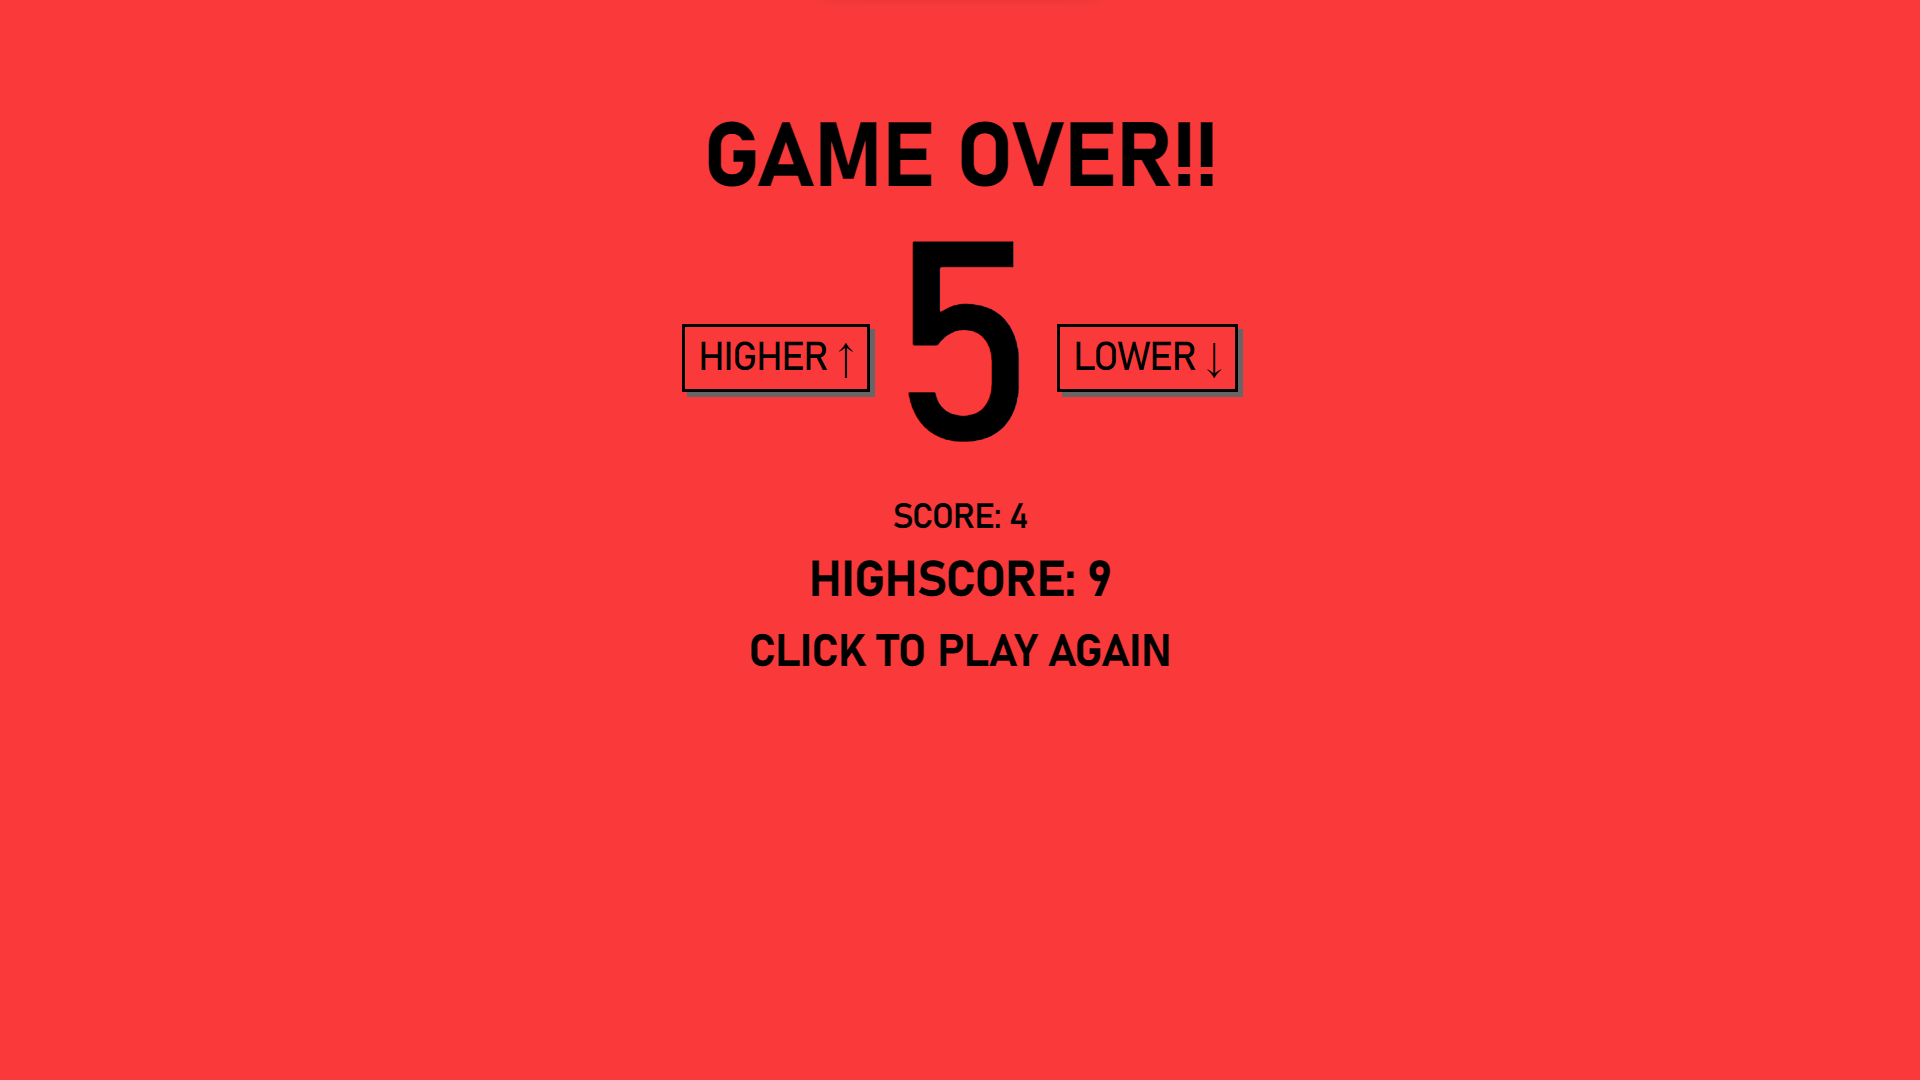 GAME OVER!!
5
HIGHER ↑
LOWER ↓
SCORE: 4
HIGHSCORE: 9
CLICK TO PLAY AGAIN